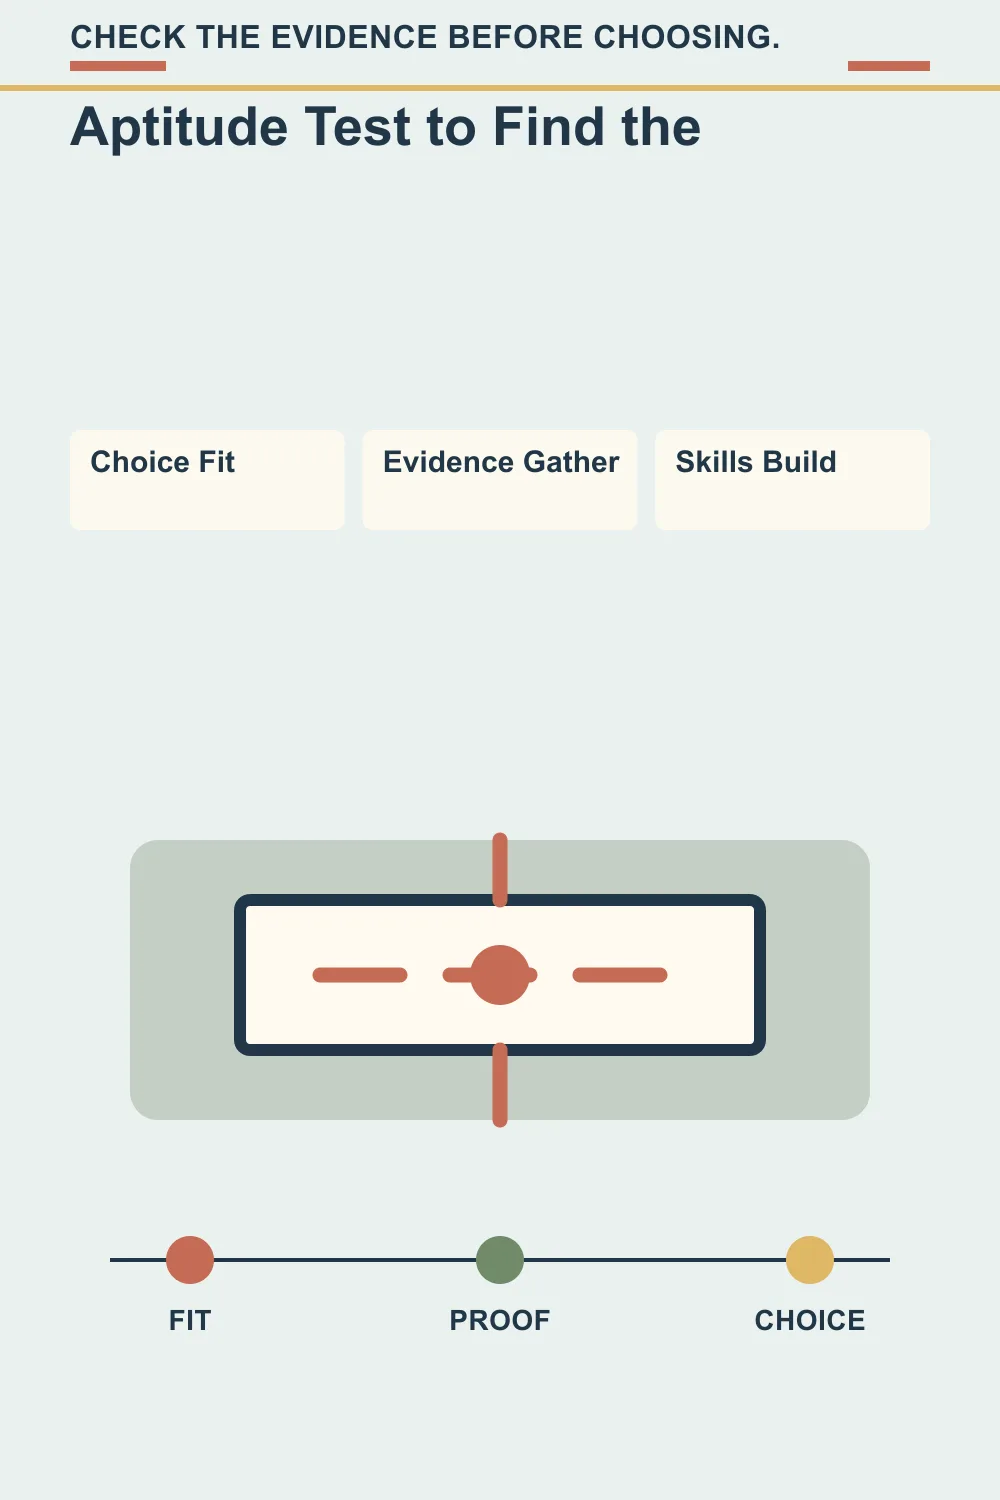 CHECK THE EVIDENCE BEFORE CHOOSING.
Aptitude Test to Find the
Choice Fit
Evidence Gather
Skills Build
FIT
PROOF
CHOICE